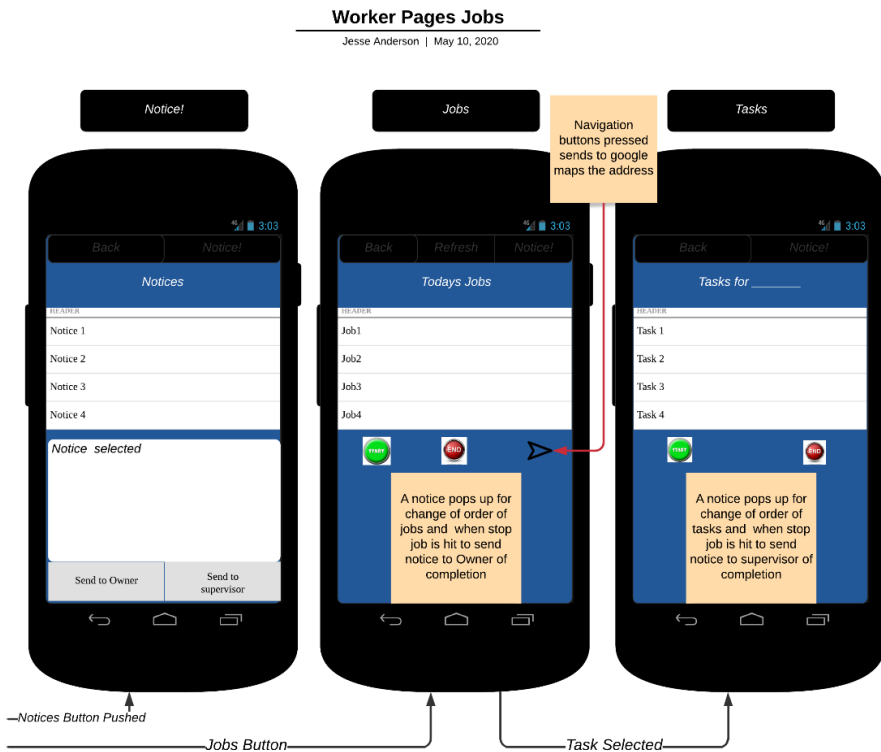 Worker Pages Jobs
Jesse Anderson | May 10, 2020
Notice!
Jobs
Tasks
Navigation
buttons pressed
sends to google
maps the address
4G 3:03
Back Notice!
Notices
HEADER
Notice 1
Notice 2
Notice 3
Notice 4
Notice selected
Send to Owner
Send to
supervisor
4G 3:03
Back Refresh Notice!
Todays Jobs
HEADER
Job1
Job2
Job3
Job4
START
END
A notice pops up for
change of order of
jobs and when stop
job is hit to send
notice to Owner of
completion
4G 3:03
Back Notice!
Tasks for _______
HEADER
Task 1
Task 2
Task 3
Task 4
START
END
A notice pops up for
change of order of
tasks and when stop
job is hit to send
notice to supervisor of
completion
Notices Button Pushed
Jobs Button
Task Selected